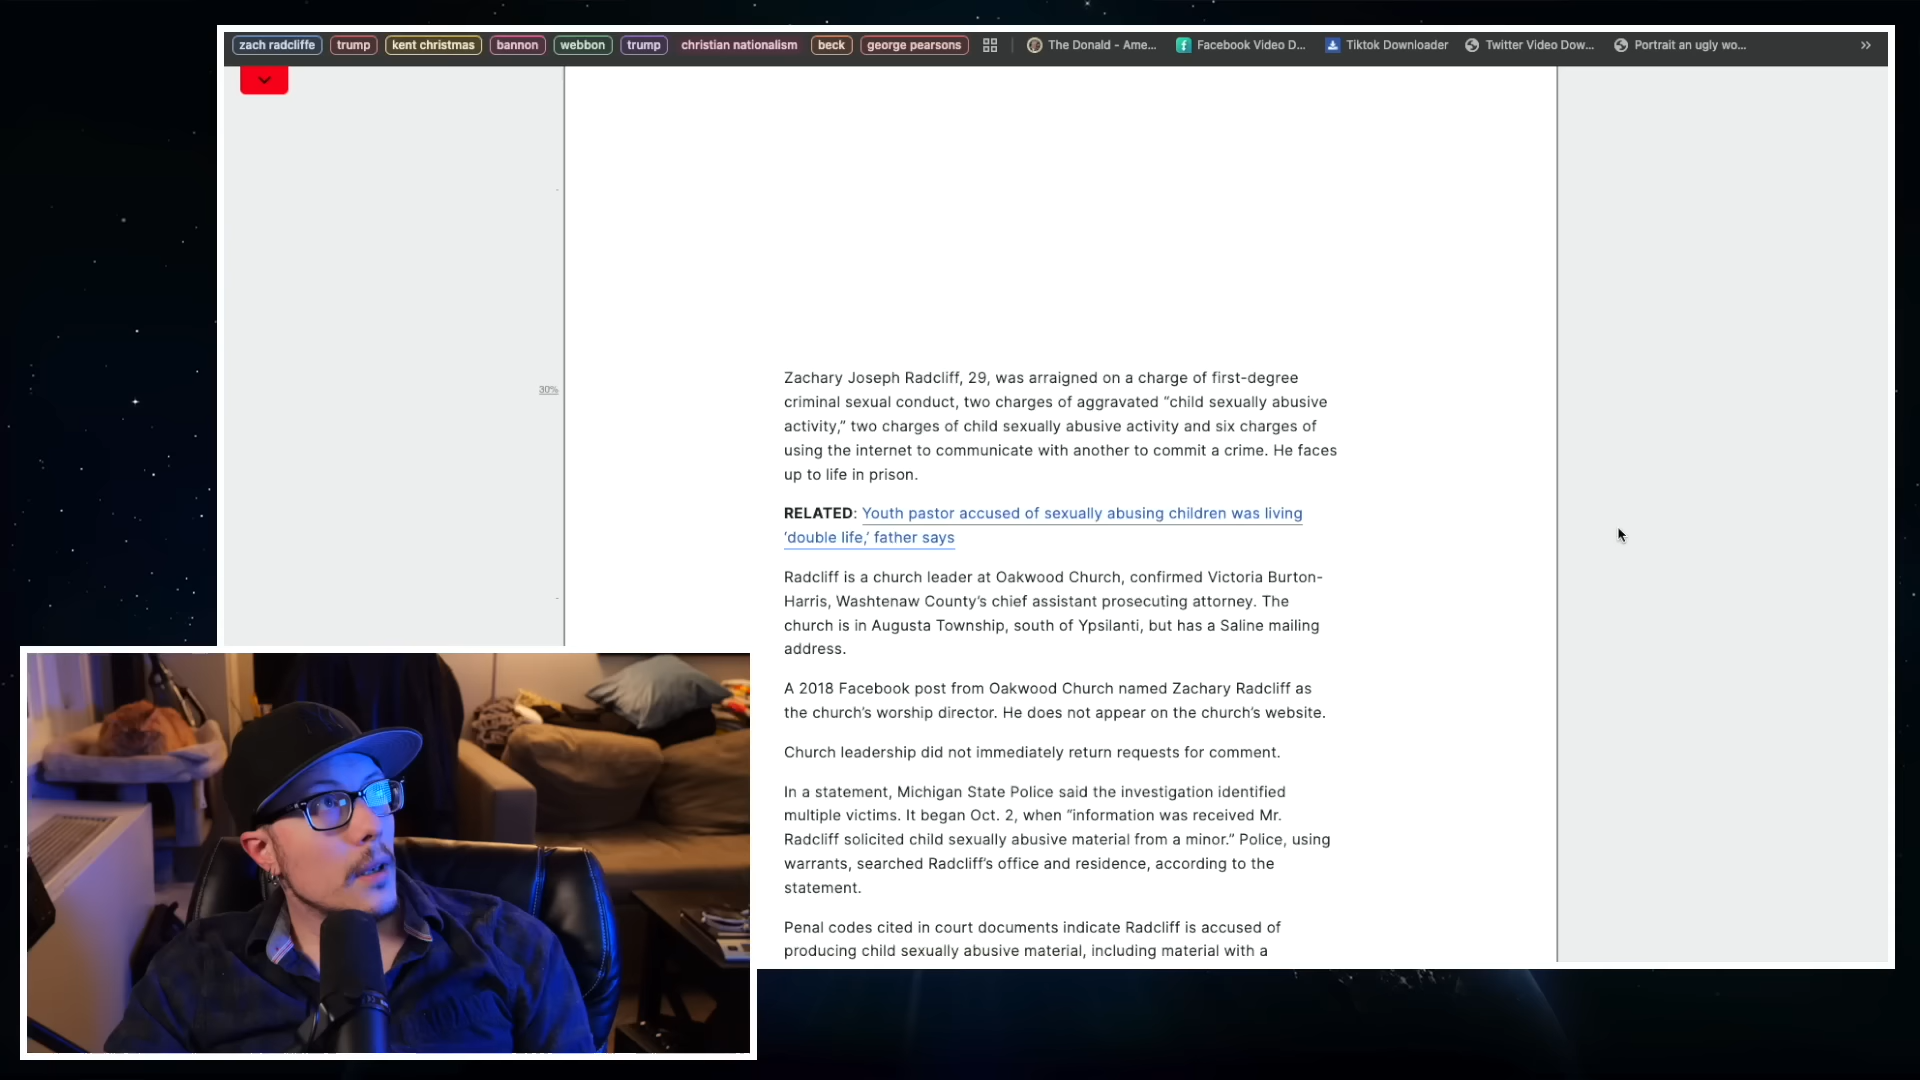 zach radcliffe trump kent christmas bannon webbon trump christian nationalism beck george pearsons The Donald - Ame... Facebook Video D... Tiktok Downloader Twitter Video Dow... Portrait an ugly wo... »
30%
Zachary Joseph Radcliff, 29, was arraigned on a charge of first-degree
criminal sexual conduct, two charges of aggravated “child sexually abusive
activity,” two charges of child sexually abusive activity and six charges of
using the internet to communicate with another to commit a crime. He faces
up to life in prison.
RELATED: Youth pastor accused of sexually abusing children was living
‘double life,’ father says
Radcliff is a church leader at Oakwood Church, confirmed Victoria Burton-
Harris, Washtenaw County’s chief assistant prosecuting attorney. The
church is in Augusta Township, south of Ypsilanti, but has a Saline mailing
address.
A 2018 Facebook post from Oakwood Church named Zachary Radcliff as
the church’s worship director. He does not appear on the church’s website.
Church leadership did not immediately return requests for comment.
In a statement, Michigan State Police said the investigation identified
multiple victims. It began Oct. 2, when “information was received Mr.
Radcliff solicited child sexually abusive material from a minor.” Police, using
warrants, searched Radcliff’s office and residence, according to the
statement.
Penal codes cited in court documents indicate Radcliff is accused of
producing child sexually abusive material, including material with a